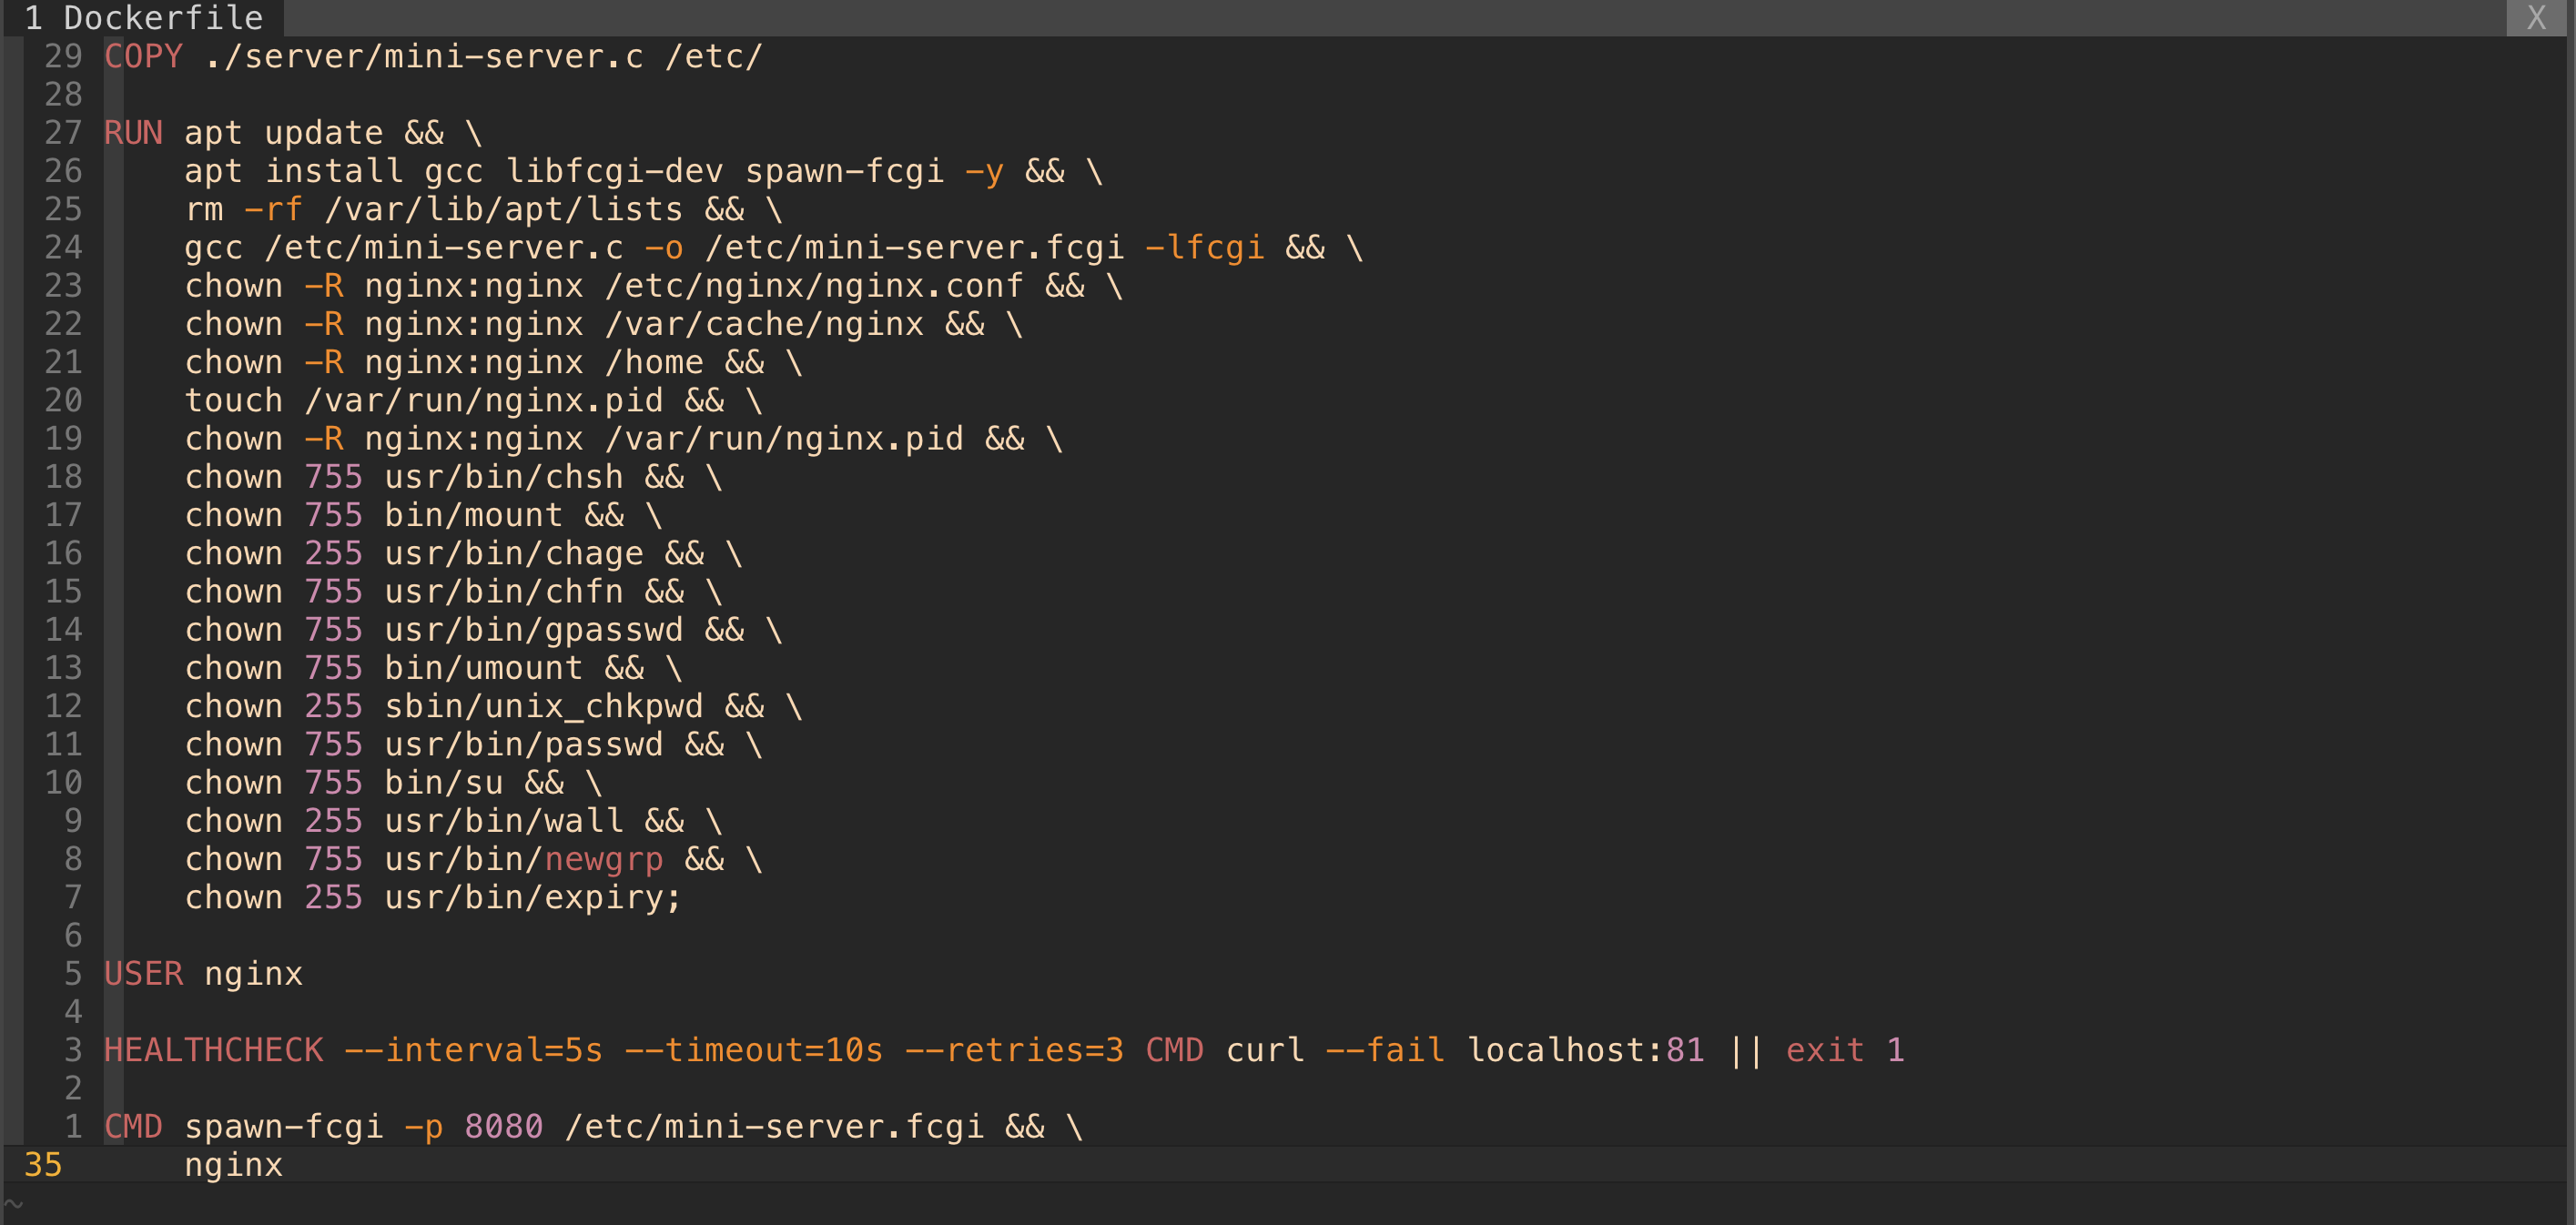 1 Dockerfile X
29 COPY ./server/mini-server.c /etc/
28
27 RUN apt update && \
26     apt install gcc libfcgi-dev spawn-fcgi -y && \
25     rm -rf /var/lib/apt/lists && \
24     gcc /etc/mini-server.c -o /etc/mini-server.fcgi -lfcgi && \
23     chown -R nginx:nginx /etc/nginx/nginx.conf && \
22     chown -R nginx:nginx /var/cache/nginx && \
21     chown -R nginx:nginx /home && \
20     touch /var/run/nginx.pid && \
19     chown -R nginx:nginx /var/run/nginx.pid && \
18     chown 755 usr/bin/chsh && \
17     chown 755 bin/mount && \
16     chown 255 usr/bin/chage && \
15     chown 755 usr/bin/chfn && \
14     chown 755 usr/bin/gpasswd && \
13     chown 755 bin/umount && \
12     chown 255 sbin/unix_chkpwd && \
11     chown 755 usr/bin/passwd && \
10     chown 755 bin/su && \
9     chown 255 usr/bin/wall && \
8     chown 755 usr/bin/newgrp && \
7     chown 255 usr/bin/expiry;
6
5 USER nginx
4
3 HEALTHCHECK --interval=5s --timeout=10s --retries=3 CMD curl --fail localhost:81 || exit 1
2
1 CMD spawn-fcgi -p 8080 /etc/mini-server.fcgi && \
35     nginx
~